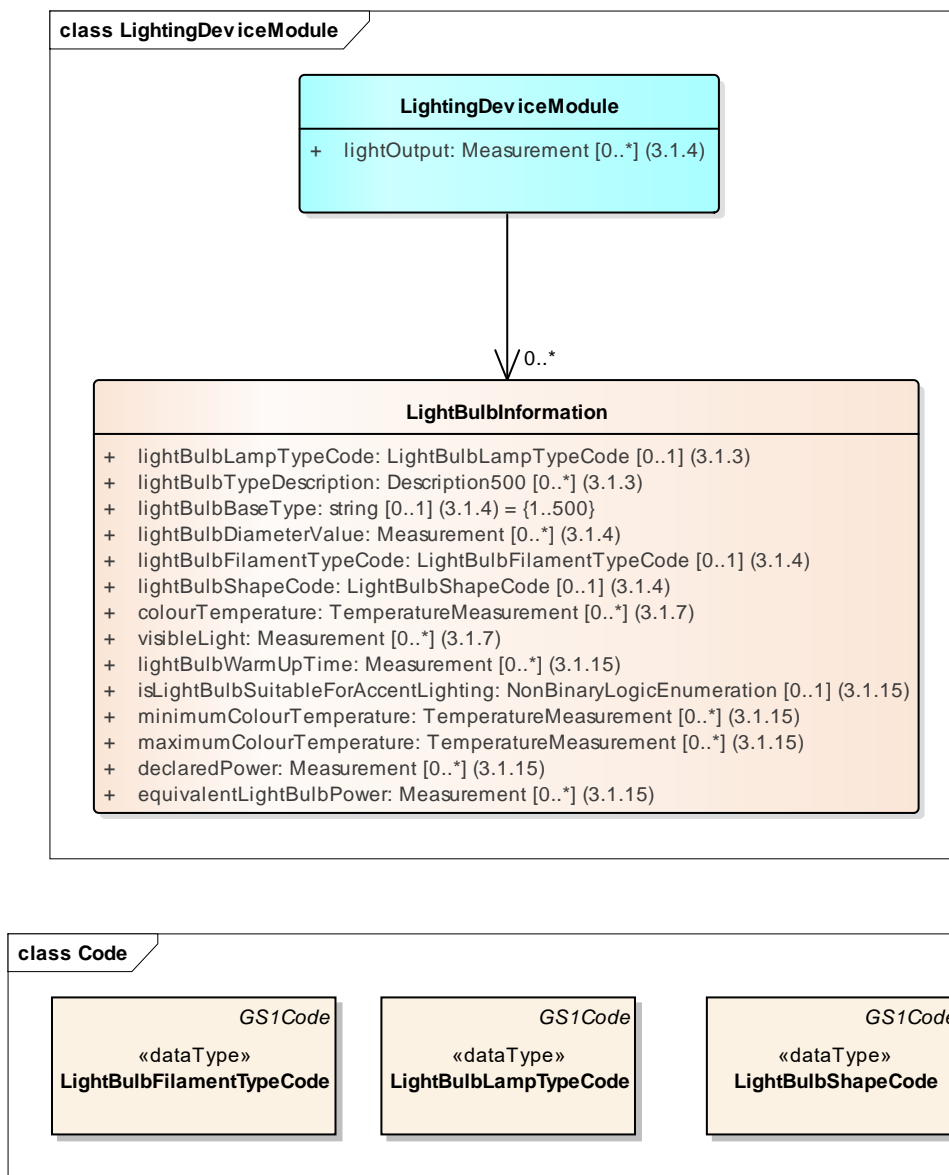 class LightingDeviceModule
LightingDeviceModule
+ lightOutput: Measurement [0..*] (3.1.4)
0..*
LightBulbInformation
+ lightBulbLampTypeCode: LightBulbLampTypeCode [0..1] (3.1.3)
+ lightBulbTypeDescription: Description500 [0..*] (3.1.3)
+ lightBulbBaseType: string [0..1] (3.1.4) = {1..500}
+ lightBulbDiameterValue: Measurement [0..*] (3.1.4)
+ lightBulbFilamentTypeCode: LightBulbFilamentTypeCode [0..1] (3.1.4)
+ lightBulbShapeCode: LightBulbShapeCode [0..1] (3.1.4)
+ colourTemperature: TemperatureMeasurement [0..*] (3.1.7)
+ visibleLight: Measurement [0..*] (3.1.7)
+ lightBulbWarmUpTime: Measurement [0..*] (3.1.15)
+ isLightBulbSuitableForAccentLighting: NonBinaryLogicEnumeration [0..1] (3.1.15)
+ minimumColourTemperature: TemperatureMeasurement [0..*] (3.1.15)
+ maximumColourTemperature: TemperatureMeasurement [0..*] (3.1.15)
+ declaredPower: Measurement [0..*] (3.1.15)
+ equivalentLightBulbPower: Measurement [0..*] (3.1.15)
class Code
GS1Code
«dataType»
LightBulbFilamentTypeCode
GS1Code
«dataType»
LightBulbLampTypeCode
GS1Code
«dataType»
LightBulbShapeCode